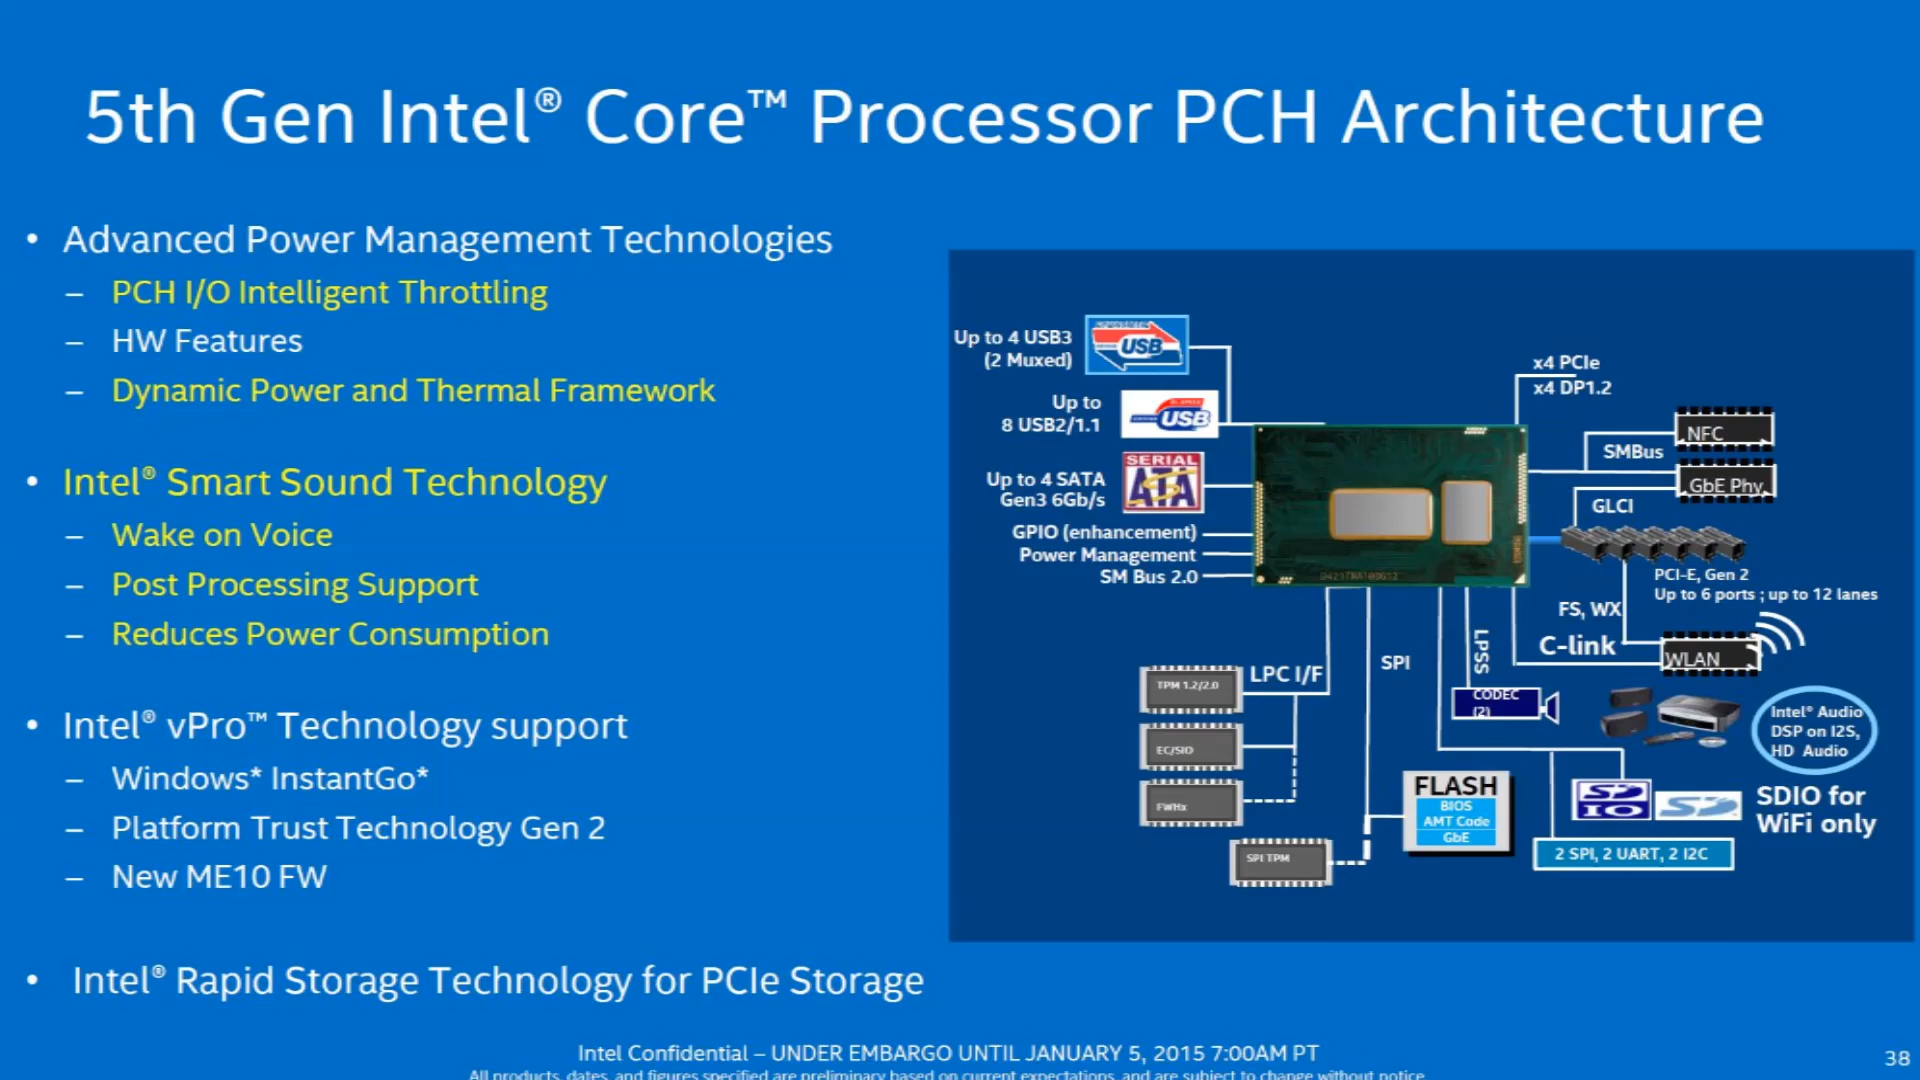 5th Gen Intel® Core™ Processor PCH Architecture
• Advanced Power Management Technologies
– PCH I/O Intelligent Throttling
– HW Features
– Dynamic Power and Thermal Framework
• Intel® Smart Sound Technology
– Wake on Voice
– Post Processing Support
– Reduces Power Consumption
• Intel® vPro™ Technology support
– Windows* InstantGo*
– Platform Trust Technology Gen 2
– New ME10 FW
• Intel® Rapid Storage Technology for PCIe Storage
Up to 4 USB3
(2 Muxed)
USB
Up to
8 USB2/1.1
USB
Up to 4 SATA
Gen3 6Gb/s
SERIAL
ATA
GPIO (enhancement)
Power Management
SM Bus 2.0
x4 PCIe
x4 DP1.2
NFC
SMBus
GbE Phy
GLCI
PCI-E, Gen 2
Up to 6 ports ; up to 12 lanes
FS, WX
C-link
WLAN
LPSS
SPI
LPC I/F
TPM 1.2/2.0
EC/SIO
FWHx
SPI TPM
CODEC
(2)
Intel® Audio
DSP on I2S,
HD Audio
FLASH
BIOS
AMT Code
GbE
SD
IO
SD
SDIO for
WiFi only
2 SPI, 2 UART, 2 I2C
Intel Confidential – UNDER EMBARGO UNTIL JANUARY 5, 2015 7:00AM PT
38
All products, dates, and figures specified are preliminary based on current expectations, and are subject to change without notice